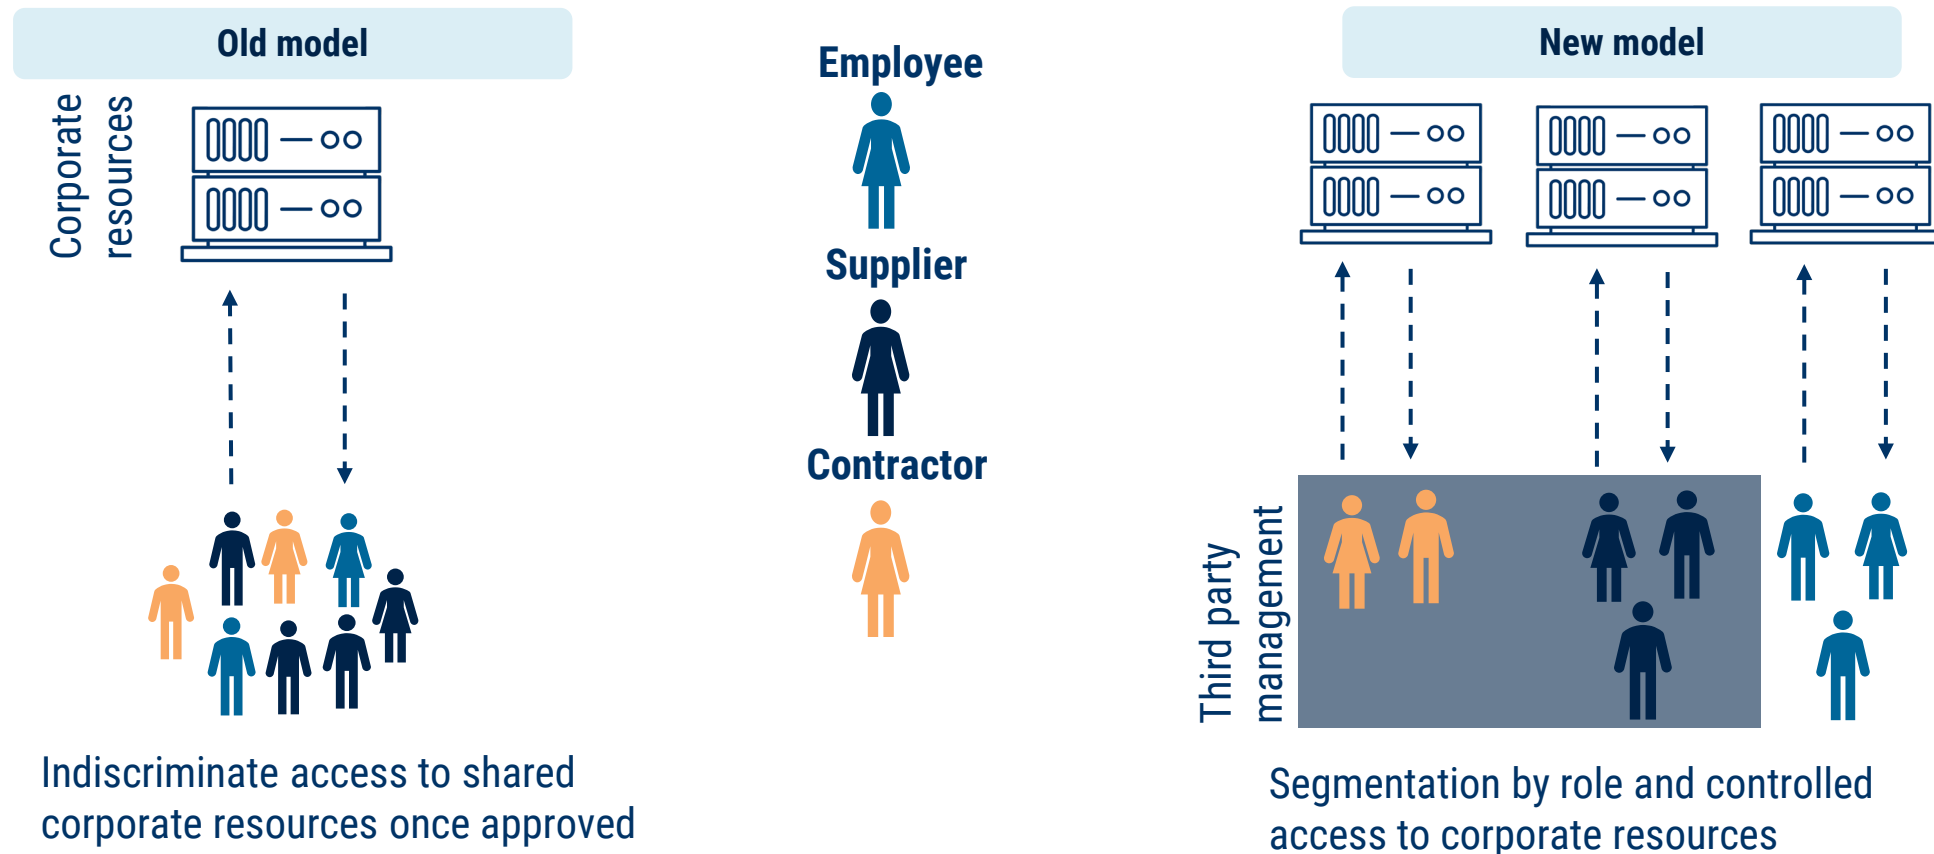 Old model
Corporate
resources
Indiscriminate access to shared
corporate resources once approved
Employee
Supplier
Contractor
New model
Third party
management
Segmentation by role and controlled
access to corporate resources